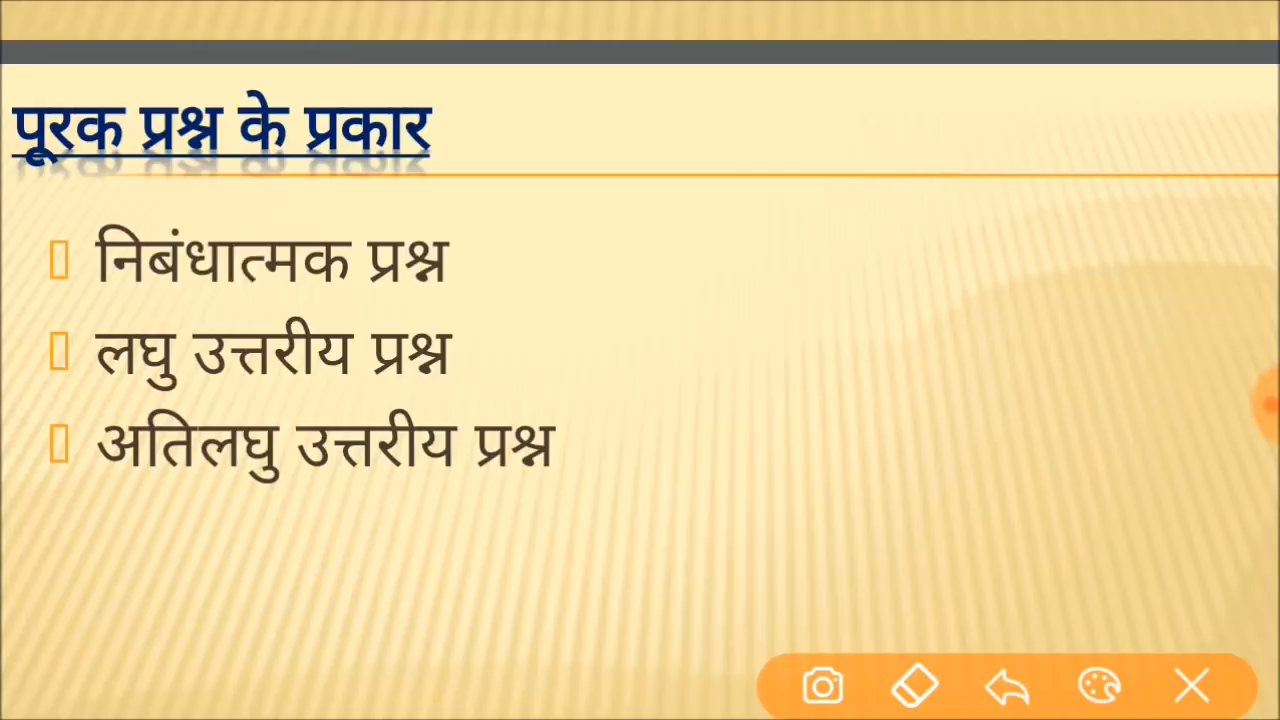 पूरक प्रश्न के प्रकार
निबंधात्मक प्रश्न
लघु उत्तरीय प्रश्न
अतिलघु उत्तरीय प्रश्न